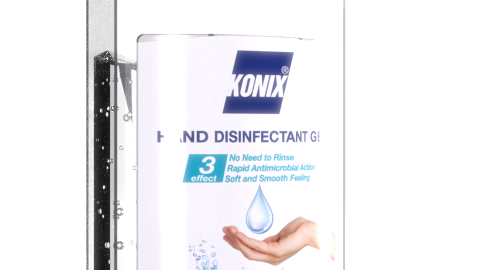 KONIX®
HAND DISINFECTANT GE
3
effect
No Need to Rinse
Rapid Antimicrobial Action
Soft and Smooth Feeling